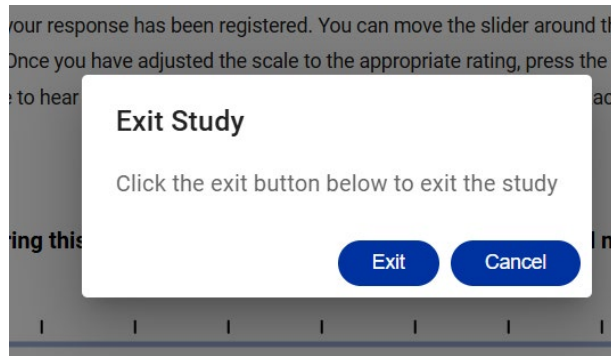 your response has been registered. You can move the slider around
Once you have adjusted the scale to the appropriate rating, press the
to hear
Exit Study
Click the exit button below to exit the study
ring this
Exit Cancel